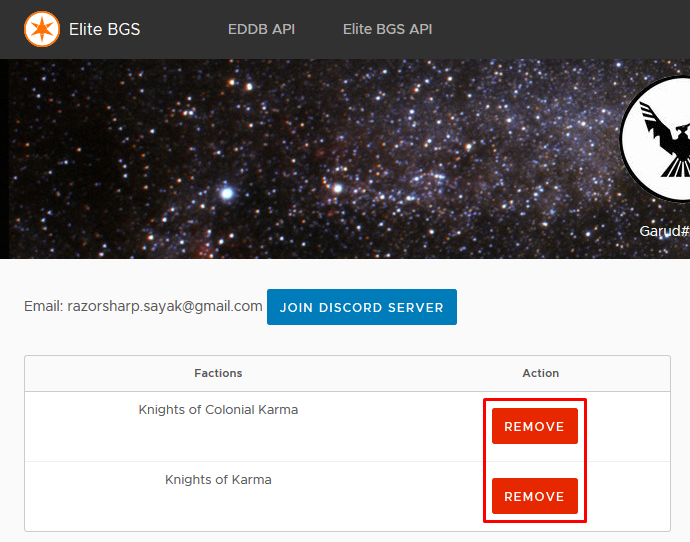 Elite BGS EDDB API Elite BGS API
Garud#
Email: razorsharp.sayak@gmail.com JOIN DISCORD SERVER
Factions Action
Knights of Colonial Karma
REMOVE
Knights of Karma
REMOVE